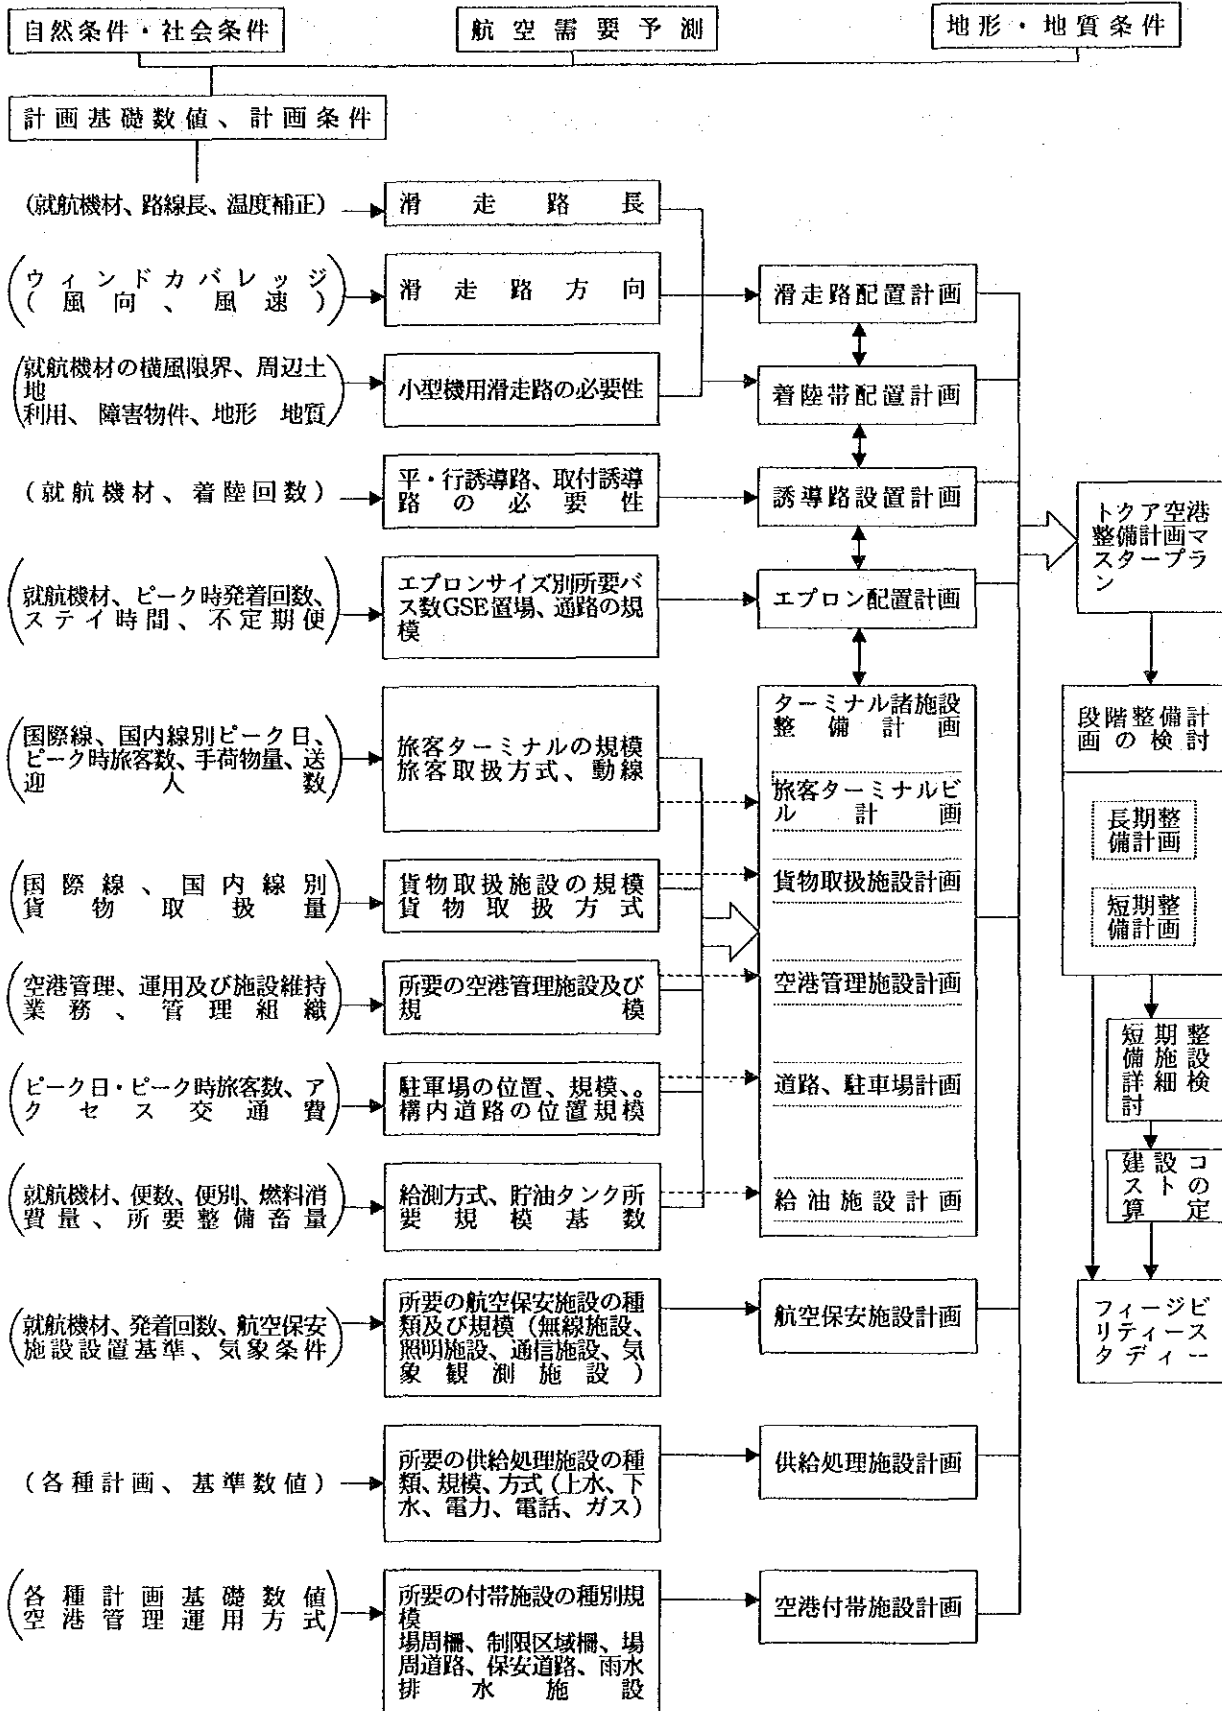 自然条件・社会条件
航空需要予測
地形・地質条件
計画基礎数値、計画条件
(就航機材、路線長、温度補正)
滑走路長
(ウィンドカバレッジ
(風向、風速))
滑走路方向
滑走路配置計画
(就航機材の横風限界、周辺土
地
利用、障害物件、地形 地質)
小型機用滑走路の必要性
着陸帯配置計画
(就航機材、着陸回数)
平・行誘導路、取付誘導
路の必要性
誘導路設置計画
トクア空港
整備計画マ
スタープラ
ン
(就航機材、ピーク時発着回数、
ステイ時間、不定期便)
エプロンサイズ別所要バ
ス数GSE置場、通路の規
模
エプロン配置計画
(国際線、国内線別ピーク日、
ピーク時旅客数、手荷物量、送
迎人数)
旅客ターミナルの規模
旅客取扱方式、動線
ターミナル諸施設
整備計画
旅客ターミナルビ
ル計画
段階整備計
画の検討
長期整
備計画
短期整
備計画
(国際線、国内線別
貨物取扱量)
貨物取扱施設の規模
貨物取扱方式
貨物取扱施設計画
(空港管理、運用及び施設維持
業務、管理組織)
所要の空港管理施設及び
規模
空港管理施設計画
短期整
備施設
詳細検
討
(ピーク日・ピーク時旅客数、ア
クセス交通費)
駐軍場の位置、規模、。
構内道路の位置規模
道路、駐車場計画
建設コ
ストの
算定
(就航機材、便数、便別、燃料消
費量、所要整備畜量)
給測方式、貯油タンク所
要規模基数
給油施設計画
(就航機材、発着回数、航空保安
施設設置基準、気象条件)
所要の航空保安施設の種
類及び規模(無線施設、
照明施設、通信施設、気
象観測施設)
航空保安施設計画
フィージビ
リティース
タディー
(各種計画、基準数値)
所要の供給処理施設の種
類、規模、方式(上水、下
水、電力、電話、ガス)
供給処理施設計画
(各種計画基礎数値
空港管理運用方式)
所要の付帯施設の種別規
模
場周柵、制限区域柵、場
周道路、保安道路、雨水
排水施設
空港付帯施設計画